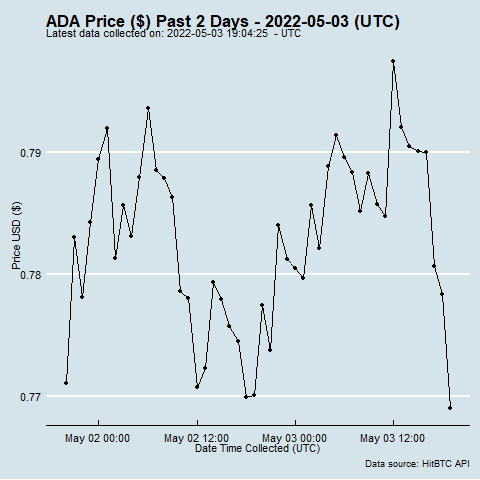 ADA Price ($) Past 2 Days - 2022-05-03 (UTC)
Latest data collected on: 2022-05-03 19:04:25 - UTC
0.79
0.78
0.77
Price USD ($)
May 02 00:00
May 02 12:00
May 03 00:00
May 03 12:00
Date Time Collected (UTC)
Data source: HitBTC API